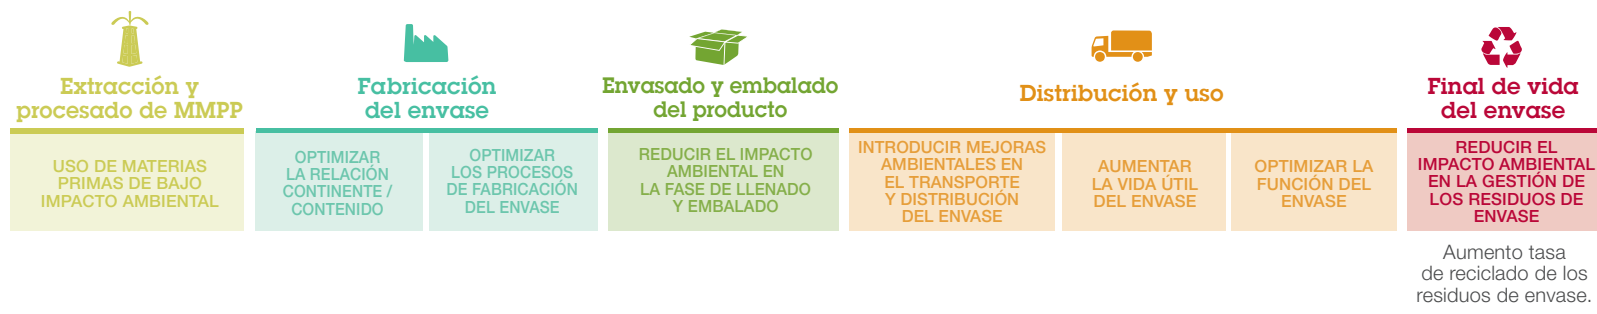 Extracción y
procesado de MMPP
USO DE MATERIAS
PRIMAS DE BAJO
IMPACTO AMBIENTAL
Fabricación
del envase
OPTIMIZAR
LA RELACIÓN
CONTINENTE /
CONTENIDO
OPTIMIZAR
LOS PROCESOS
DE FABRICACIÓN
DEL ENVASE
Envasado y embalado
del producto
REDUCIR EL IMPACTO
AMBIENTAL EN
LA FASE DE LLENADO
Y EMBALADO
Distribución y uso
INTRODUCIR MEJORAS
AMBIENTALES EN
EL TRANSPORTE
Y DISTRIBUCIÓN
DEL ENVASE
AUMENTAR
LA VIDA ÚTIL
DEL ENVASE
OPTIMIZAR LA
FUNCIÓN DEL
ENVASE
Final de vida
del envase
REDUCIR EL
IMPACTO AMBIENTAL
EN LA GESTIÓN DE
LOS RESIDUOS DE
ENVASE
Aumento tasa
de reciclado de los
residuos de envase.